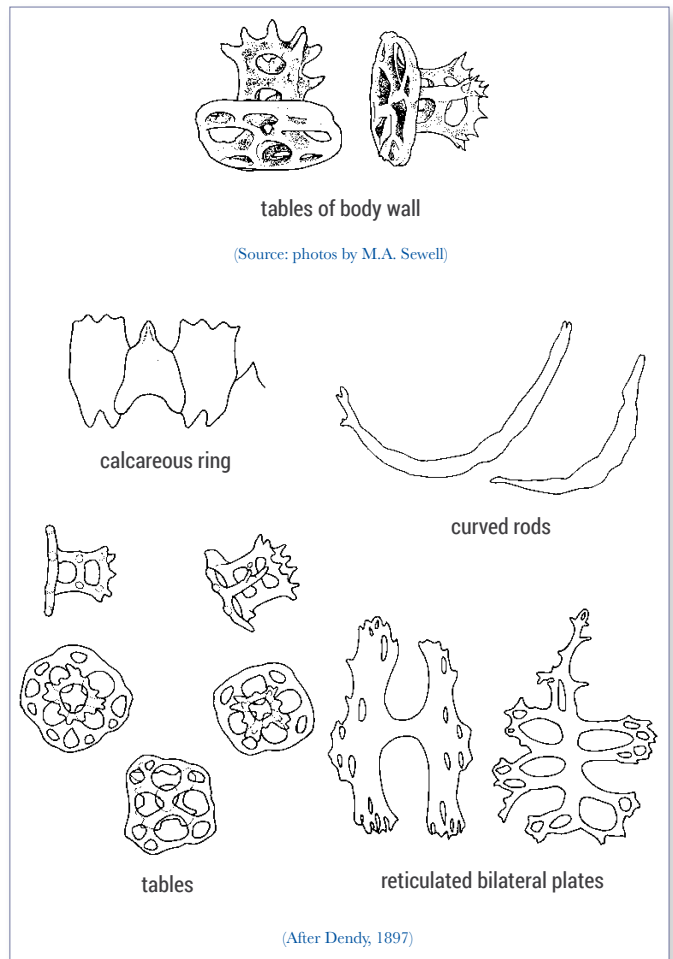 tables of body wall
(Source: photos by M.A. Sewell)
calcareous ring
curved rods
tables
reticulated bilateral plates
(After Dendy, 1897)